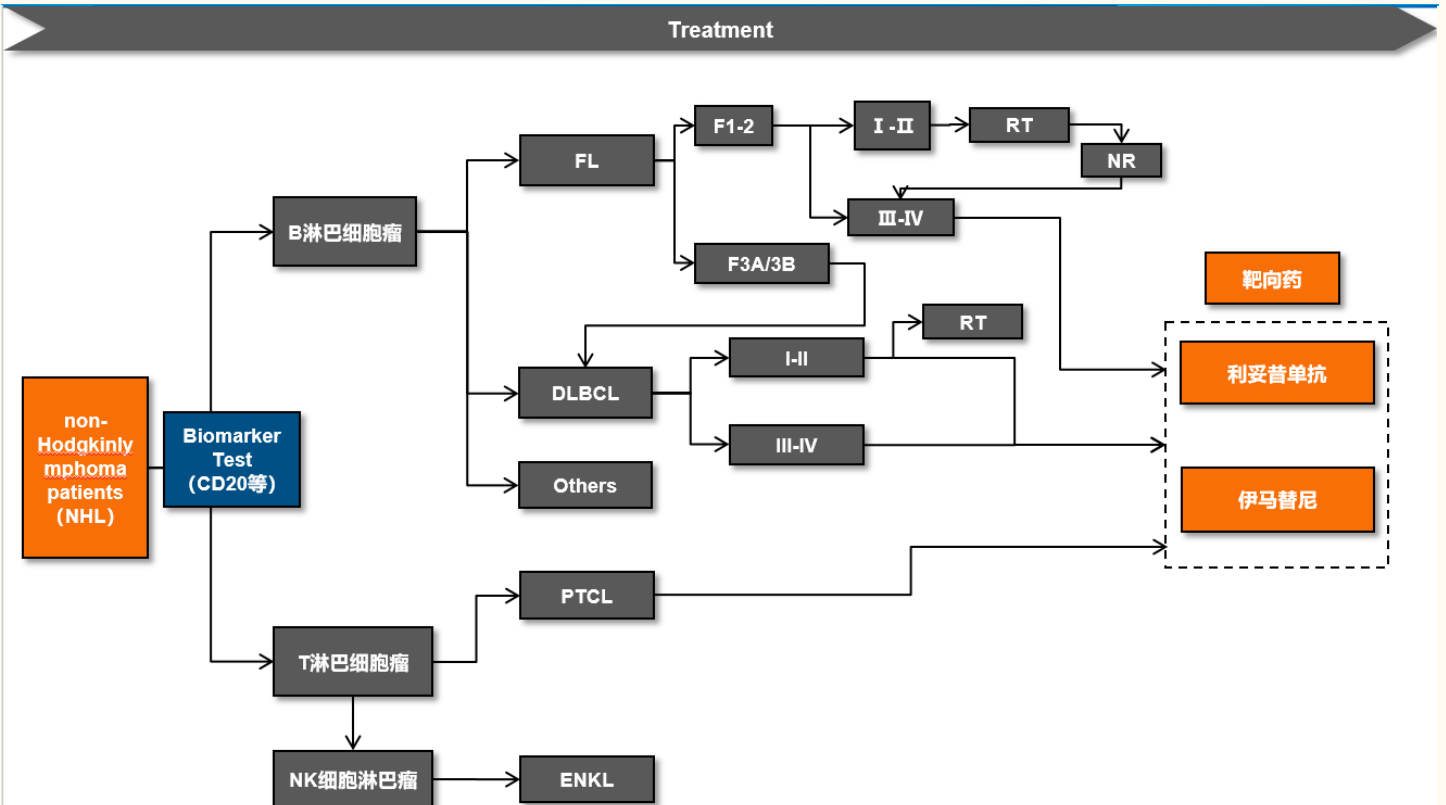 Treatment
non-
Hodgkinly
mphoma
patients
（NHL）
Biomarker
Test
（CD20等）
B淋巴细胞瘤
FL
F1-2
Ⅰ-Ⅱ
RT
NR
Ⅲ-Ⅳ
F3A/3B
RT
DLBCL
I-II
III-IV
Others
T淋巴细胞瘤
PTCL
NK细胞淋巴瘤
ENKL
靶向药
利妥昔单抗
伊马替尼